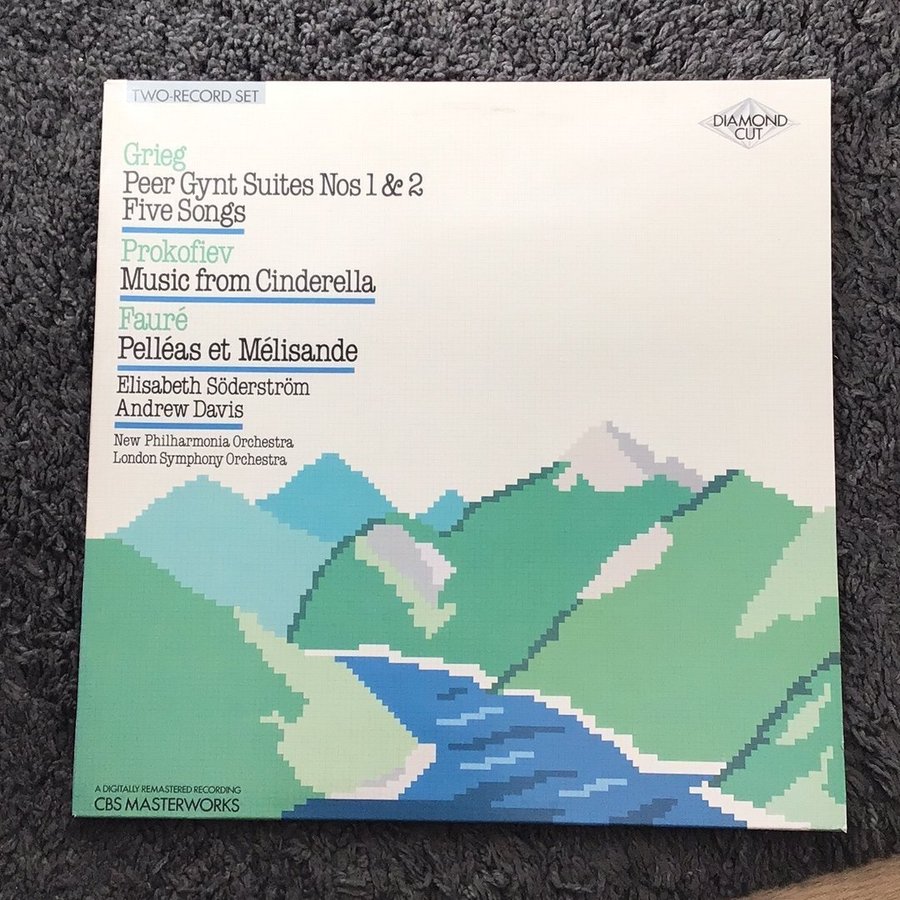 TWO-RECORD SET
DIAMOND
CUT
Grieg
Peer Gynt Suites Nos 1 & 2
Five Songs
Prokofiev
Music from Cinderella
Fauré
Pelléas et Mélisande
Elisabeth Söderström
Andrew Davis
New Philharmonia Orchestra
London Symphony Orchestra
A DIGITALLY REMASTERED RECORDING
CBS MASTERWORKS